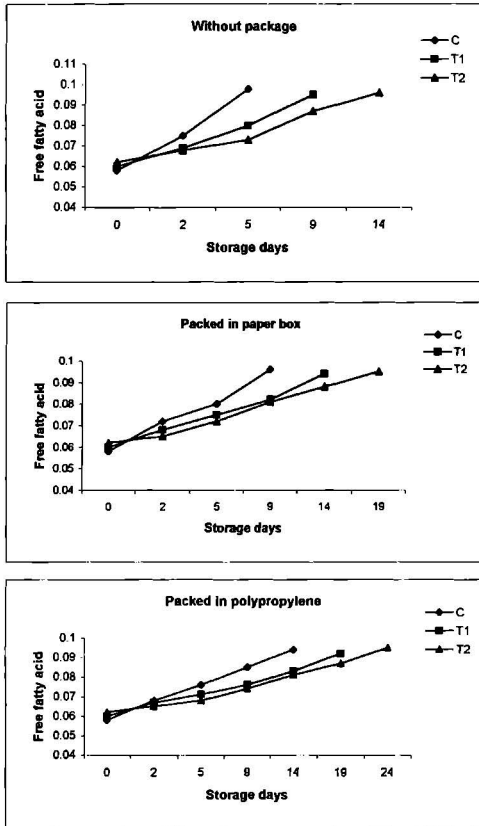 Without package
C
T1
T2
0.11
0.1
0.09
0.08
0.07
0.06
0.05
0.04
Free fatty acid
0 2 5 9 14
Storage days
Packed in paper box
C
T1
T2
0.1
0.09
0.08
0.07
0.06
0.05
0.04
Free fatty acid
0 2 5 9 14 19
Storage days
Packed in polypropylene
C
T1
T2
0.1
0.09
0.08
0.07
0.06
0.05
0.04
Free fatty acid
0 2 5 9 14 19 24
Storage days